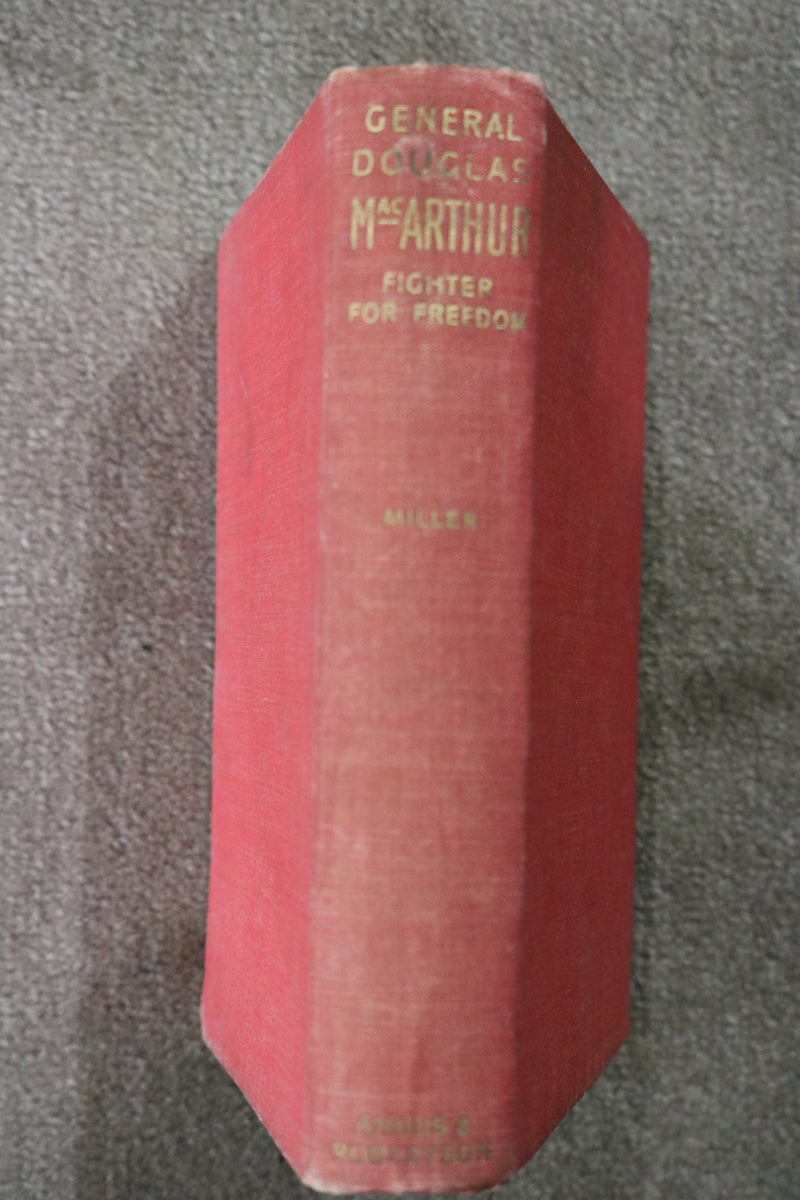 GENERAL
DOUGLAS
MacARTHUR
FIGHTER
FOR FREEDOM
MILLER
ANGUS &
ROBERTSON